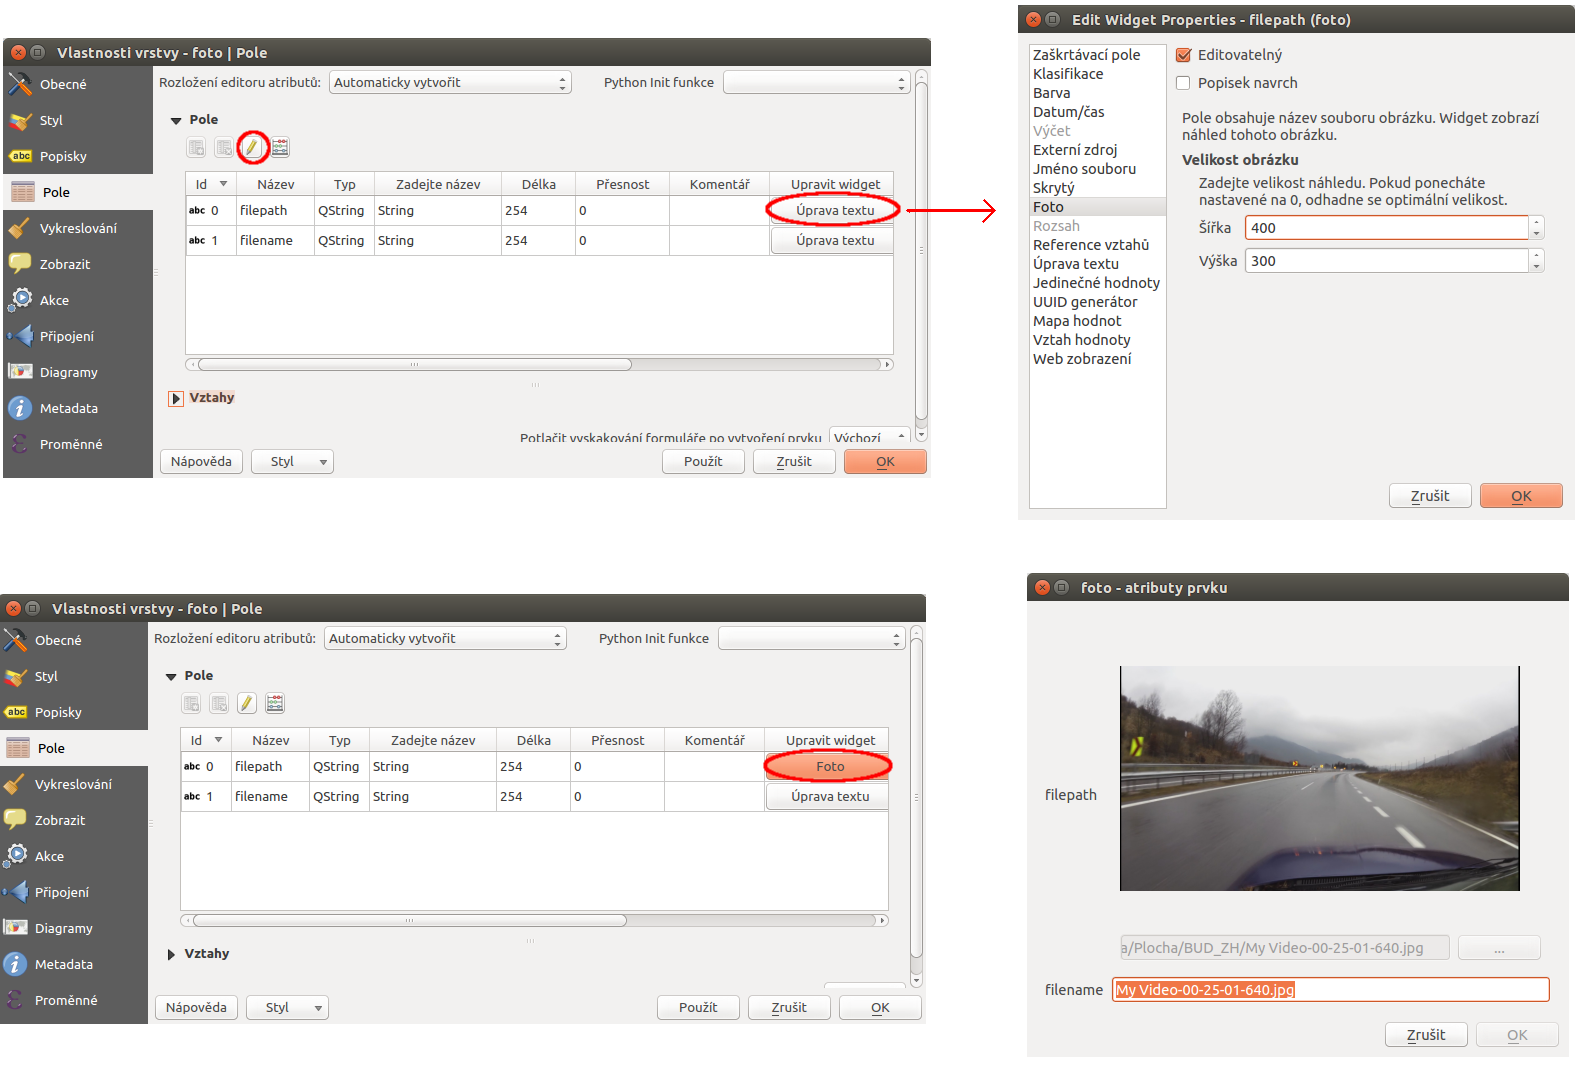 Vlastnosti vrstvy - foto | Pole
Obecné
Styl
Popisky
Pole
Vykreslování
Zobrazit
Akce
Připojení
Diagramy
Metadata
Proměnné
Rozložení editoru atributů: Automaticky vytvořit Python Init funkce
Pole
Id Název Typ Zadejte název Délka Přesnost Komentář Upravit widget
abc 0 filepath QString String 254 0 Úprava textu
abc 1 filename QString String 254 0 Úprava textu
Vztahy
Potlačit vyskakování formuláře po vytvoření prvku Výchozí
Nápověda Styl Použít Zrušit OK
Edit Widget Properties - filepath (foto)
Zaškrtávací pole
Klasifikace
Barva
Datum/čas
Výčet
Externí zdroj
Jméno souboru
Skrytý
Foto
Rozsah
Reference vztahů
Úprava textu
Jedinečné hodnoty
UUID generátor
Mapa hodnot
Vztah hodnoty
Web zobrazení
Editovatelný
Popisek navrch
Pole obsahuje název souboru obrázku. Widget zobrazí
náhled tohoto obrázku.
Velikost obrázku
Zadejte velikost náhledu. Pokud ponecháte
nastavené na 0, odhadne se optimální velikost.
Šířka 400
Výška 300
Zrušit OK
Vlastnosti vrstvy - foto | Pole
Obecné
Styl
abc Popisky
Pole
Vykreslování
Zobrazit
Akce
Připojení
Diagramy
Metadata
Proměnné
Rozložení editoru atributů: Automaticky vytvořit Python Init funkce
Pole
Id Název Typ Zadejte název Délka Přesnost Komentář Upravit widget
abc 0 filepath QString String 254 0 Foto
abc 1 filename QString String 254 0 Úprava textu
Vztahy
Nápověda Styl Použít Zrušit OK
foto - atributy prvku
filepath
a/Plocha/BUD_ZH/My Video-00-25-01-640.jpg ...
filename My Video-00-25-01-640.jpg
Zrušit OK